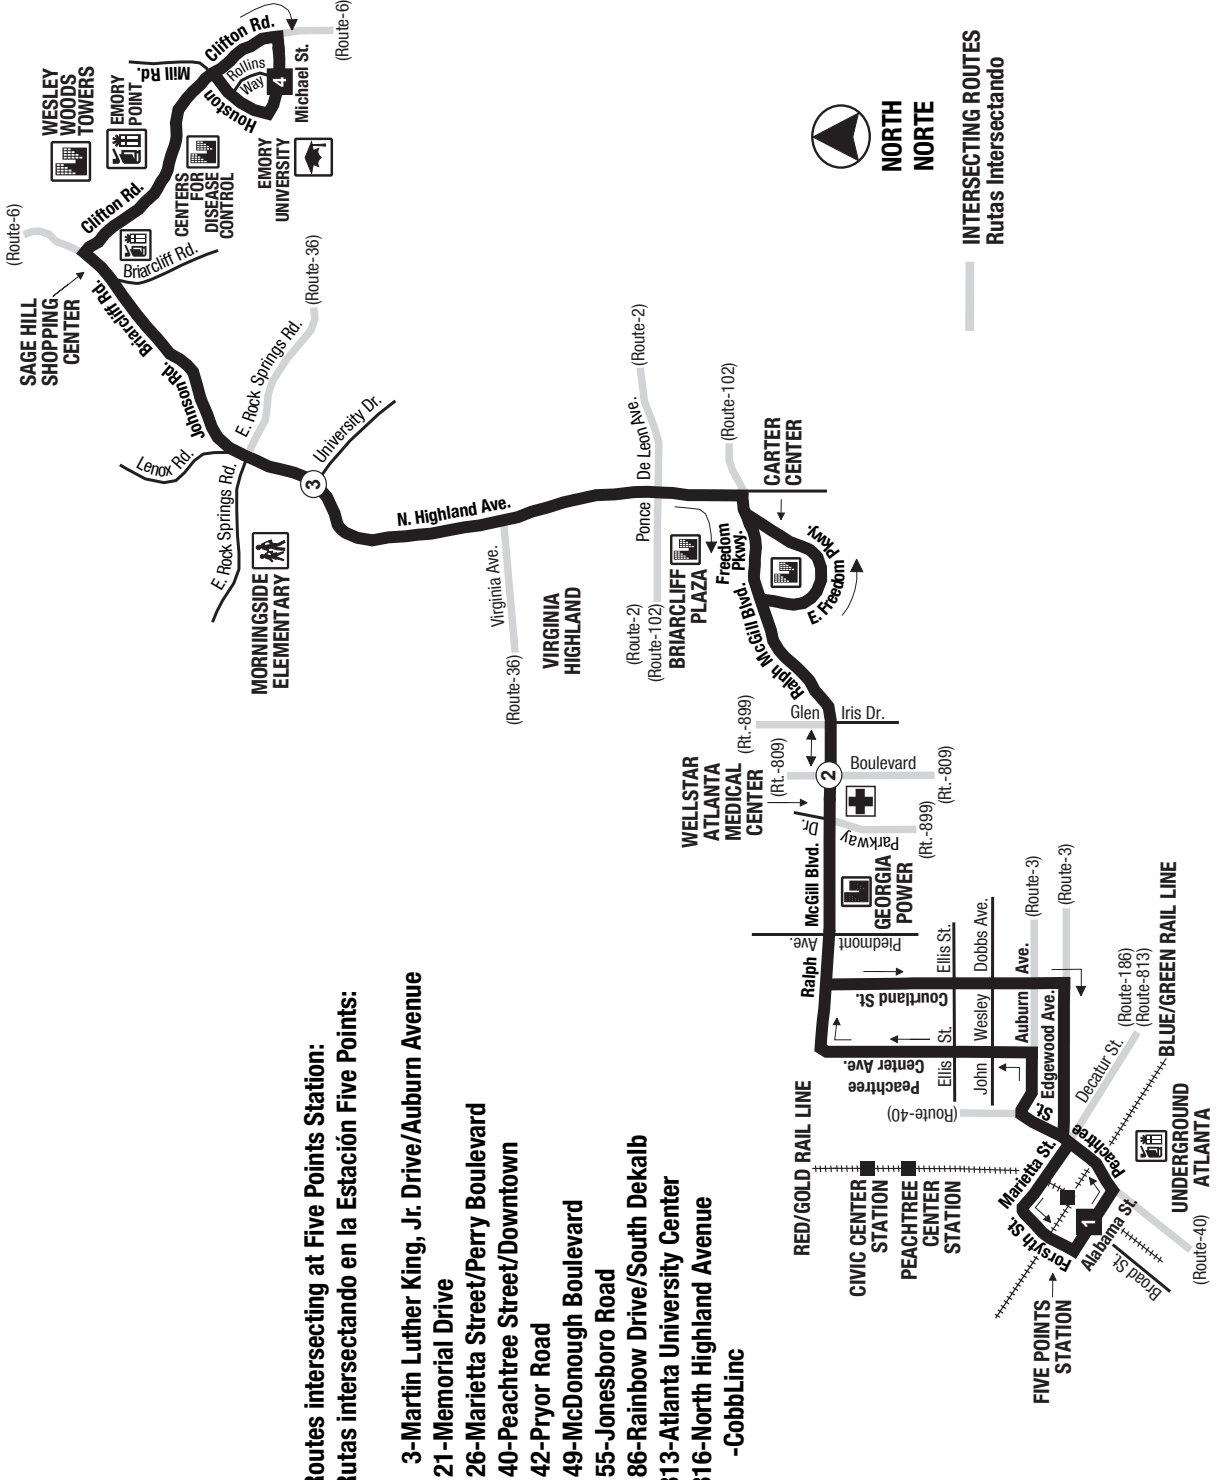 Routes intersecting at Five Points Station:
Rutas intersectando en la Estación Five Points:
3-Martin Luther King, Jr. Drive/Auburn Avenue
21-Memorial Drive
26-Marietta Street/Perry Boulevard
40-Peachtree Street/Downtown
42-Pryor Road
49-McDonough Boulevard
55-Jonesboro Road
86-Rainbow Drive/South Dekalb
13-Atlanta University Center
16-North Highland Avenue
-CobbLinc
MORNINGSIDE
ELEMENTARY
E. Rock Springs Rd.
Lenox Rd.
3
University Dr.
E. Rock Springs Rd.
(Route-36)
Johnson Rd.
Briarcliff Rd.
SAGE HILL
SHOPPING
CENTER
(Route-6)
Briarcliff Rd.
Clifton Rd.
WESLEY
WOODS
TOWERS
EMORY
POINT
CENTERS
FOR
DISEASE
CONTROL
Mill Rd.
Houston
Clifton Rd.
Rollins
Way
4
Michael St.
(Route-6)
EMORY
UNIVERSITY
N. Highland Ave.
Virginia Ave.
(Route-36)
VIRGINIA
HIGHLAND
Ponce
De Leon Ave.
(Route-2)
(Route-2)
(Route-102)
BRIARCLIFF
PLAZA
(Route-102)
CARTER
CENTER
Freedom
Pkwy.
E. Freedom
Pkwy.
Ralph McGill Blvd.
Glen
Iris Dr.
(Rt.-899)
(Rt.-809)
WELLSTAR
ATLANTA
MEDICAL
CENTER
2
Boulevard
(Rt.-809)
Parkway
Dr.
(Rt.-899)
Ralph
McGill Blvd.
GEORGIA
POWER
Piedmont
Ave.
Courtland St.
Peachtree
Center Ave.
Ellis
St.
Ellis St.
John
Wesley
Dobbs Ave.
Auburn
Ave.
(Route-3)
Edgewood Ave.
(Route-3)
(Route-40)
Peachtree
St.
Decatur St.
(Route-186)
(Route-813)
BLUE/GREEN RAIL LINE
RED/GOLD RAIL LINE
CIVIC CENTER
STATION
PEACHTREE
CENTER
STATION
Marietta St.
Forsyth St.
1
Alabama St.
Broad St.
(Route-40)
UNDERGROUND
ATLANTA
FIVE POINTS
STATION
NORTH
NORTE
INTERSECTING ROUTES
Rutas Intersectando